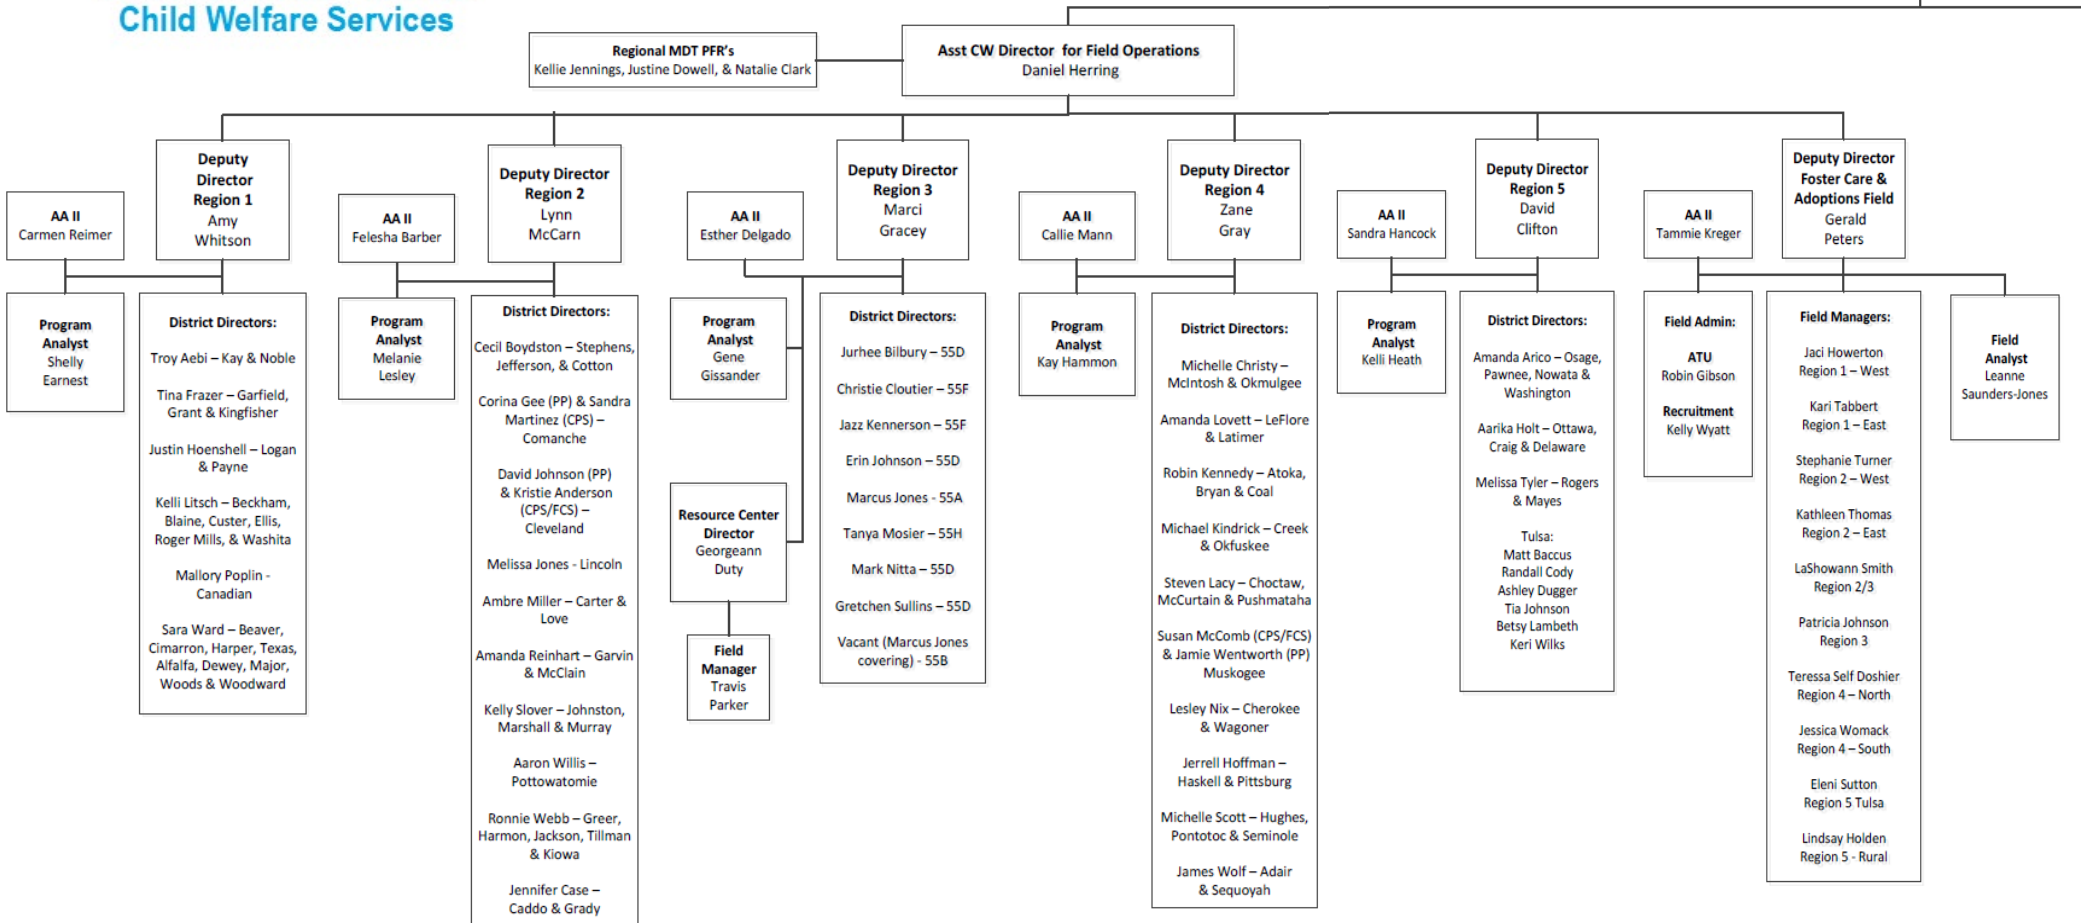 Child Welfare Services
Regional MDT PFR's
Kellie Jennings, Justine Dowell, & Natalie Clark
Asst CW Director for Field Operations
Daniel Herring
AA II
Carmen Reimer
Deputy
Director
Region 1
Amy
Whitson
Program
Analyst
Shelly
Earnest
District Directors:
Troy Aebi – Kay & Noble
Tina Frazer – Garfield,
Grant & Kingfisher
Justin Hoenshell – Logan
& Payne
Kelli Litsch – Beckham,
Blaine, Custer, Ellis,
Roger Mills, & Washita
Mallory Poplin -
Canadian
Sara Ward – Beaver,
Cimarron, Harper, Texas,
Alfalfa, Dewey, Major,
Woods & Woodward
AA II
Felesha Barber
Deputy Director
Region 2
Lynn
McCarn
Program
Analyst
Melanie
Lesley
District Directors:
Cecil Boydston – Stephens,
Jefferson, & Cotton
Corina Gee (PP) & Sandra
Martinez (CPS) –
Comanche
David Johnson (PP)
& Kristie Anderson
(CPS/FCS) –
Cleveland
Melissa Jones - Lincoln
Ambre Miller – Carter &
Love
Amanda Reinhart – Garvin
& McClain
Kelly Slover – Johnston,
Marshall & Murray
Aaron Willis –
Pottowatomie
Ronnie Webb – Greer,
Harmon, Jackson, Tillman
& Kiowa
Jennifer Case –
Caddo & Grady
AA II
Esther Delgado
Deputy Director
Region 3
Marci
Gracey
Program
Analyst
Gene
Gissander
Resource Center
Director
Georgeann
Duty
Field
Manager
Travis
Parker
District Directors:
Jurhee Bilbury – 55D
Christie Cloutier – 55F
Jazz Kennerson – 55F
Erin Johnson – 55D
Marcus Jones - 55A
Tanya Mosier – 55H
Mark Nitta – 55D
Gretchen Sullins – 55D
Vacant (Marcus Jones
covering) - 55B
AA II
Callie Mann
Deputy Director
Region 4
Zane
Gray
Program
Analyst
Kay Hammon
District Directors:
Michelle Christy –
McIntosh & Okmulgee
Amanda Lovett – LeFlore
& Latimer
Robin Kennedy – Atoka,
Bryan & Coal
Michael Kindrick – Creek
& Okfuskee
Steven Lacy – Choctaw,
McCurtain & Pushmataha
Susan McComb (CPS/FCS)
& Jamie Wentworth (PP)
Muskogee
Lesley Nix – Cherokee
& Wagoner
Jerrell Hoffman –
Haskell & Pittsburg
Michelle Scott – Hughes,
Pontotoc & Seminole
James Wolf – Adair
& Sequoyah
AA II
Sandra Hancock
Deputy Director
Region 5
David
Clifton
Program
Analyst
Kelli Heath
District Directors:
Amanda Arico – Osage,
Pawnee, Nowata &
Washington
Aarika Holt – Ottawa,
Craig & Delaware
Melissa Tyler – Rogers
& Mayes
Tulsa:
Matt Baccus
Randall Cody
Ashley Dugger
Tia Johnson
Betsy Lambeth
Keri Wilks
AA II
Tammie Kreger
Deputy Director
Foster Care &
Adoptions Field
Gerald
Peters
Field Admin:
ATU
Robin Gibson
Recruitment
Kelly Wyatt
Field Managers:
Jaci Howerton
Region 1 – West
Kari Tabbert
Region 1 – East
Stephanie Turner
Region 2 – West
Kathleen Thomas
Region 2 – East
LaShowann Smith
Region 2/3
Patricia Johnson
Region 3
Teressa Self Doshier
Region 4 – North
Jessica Womack
Region 4 – South
Eleni Sutton
Region 5 Tulsa
Lindsay Holden
Region 5 - Rural
Field
Analyst
Leanne
Saunders-Jones